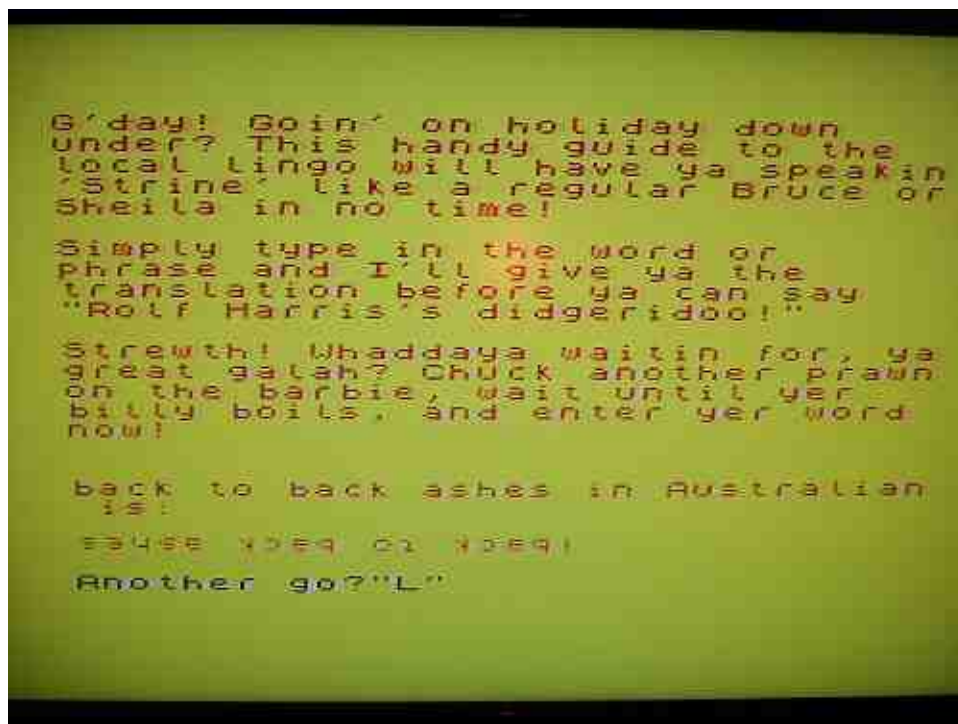 G'day! Goin' on holiday down
under? This handy guide to the
local lingo will have ya speakin
'Strine' like a regular Bruce or
Sheila in no time!
Simply type in the word or
phrase and I'll give ya the
translation before ya can say
"Rolf Harris's didgeridoo!"
Strewth! Whaddaya waitin for, ya
great galah? Chuck another prawn
on the barbie, wait until yer
billy boils, and enter yer word
now!
back to back ashes in Australian
is:
!back to back ashes
Another go?"L"